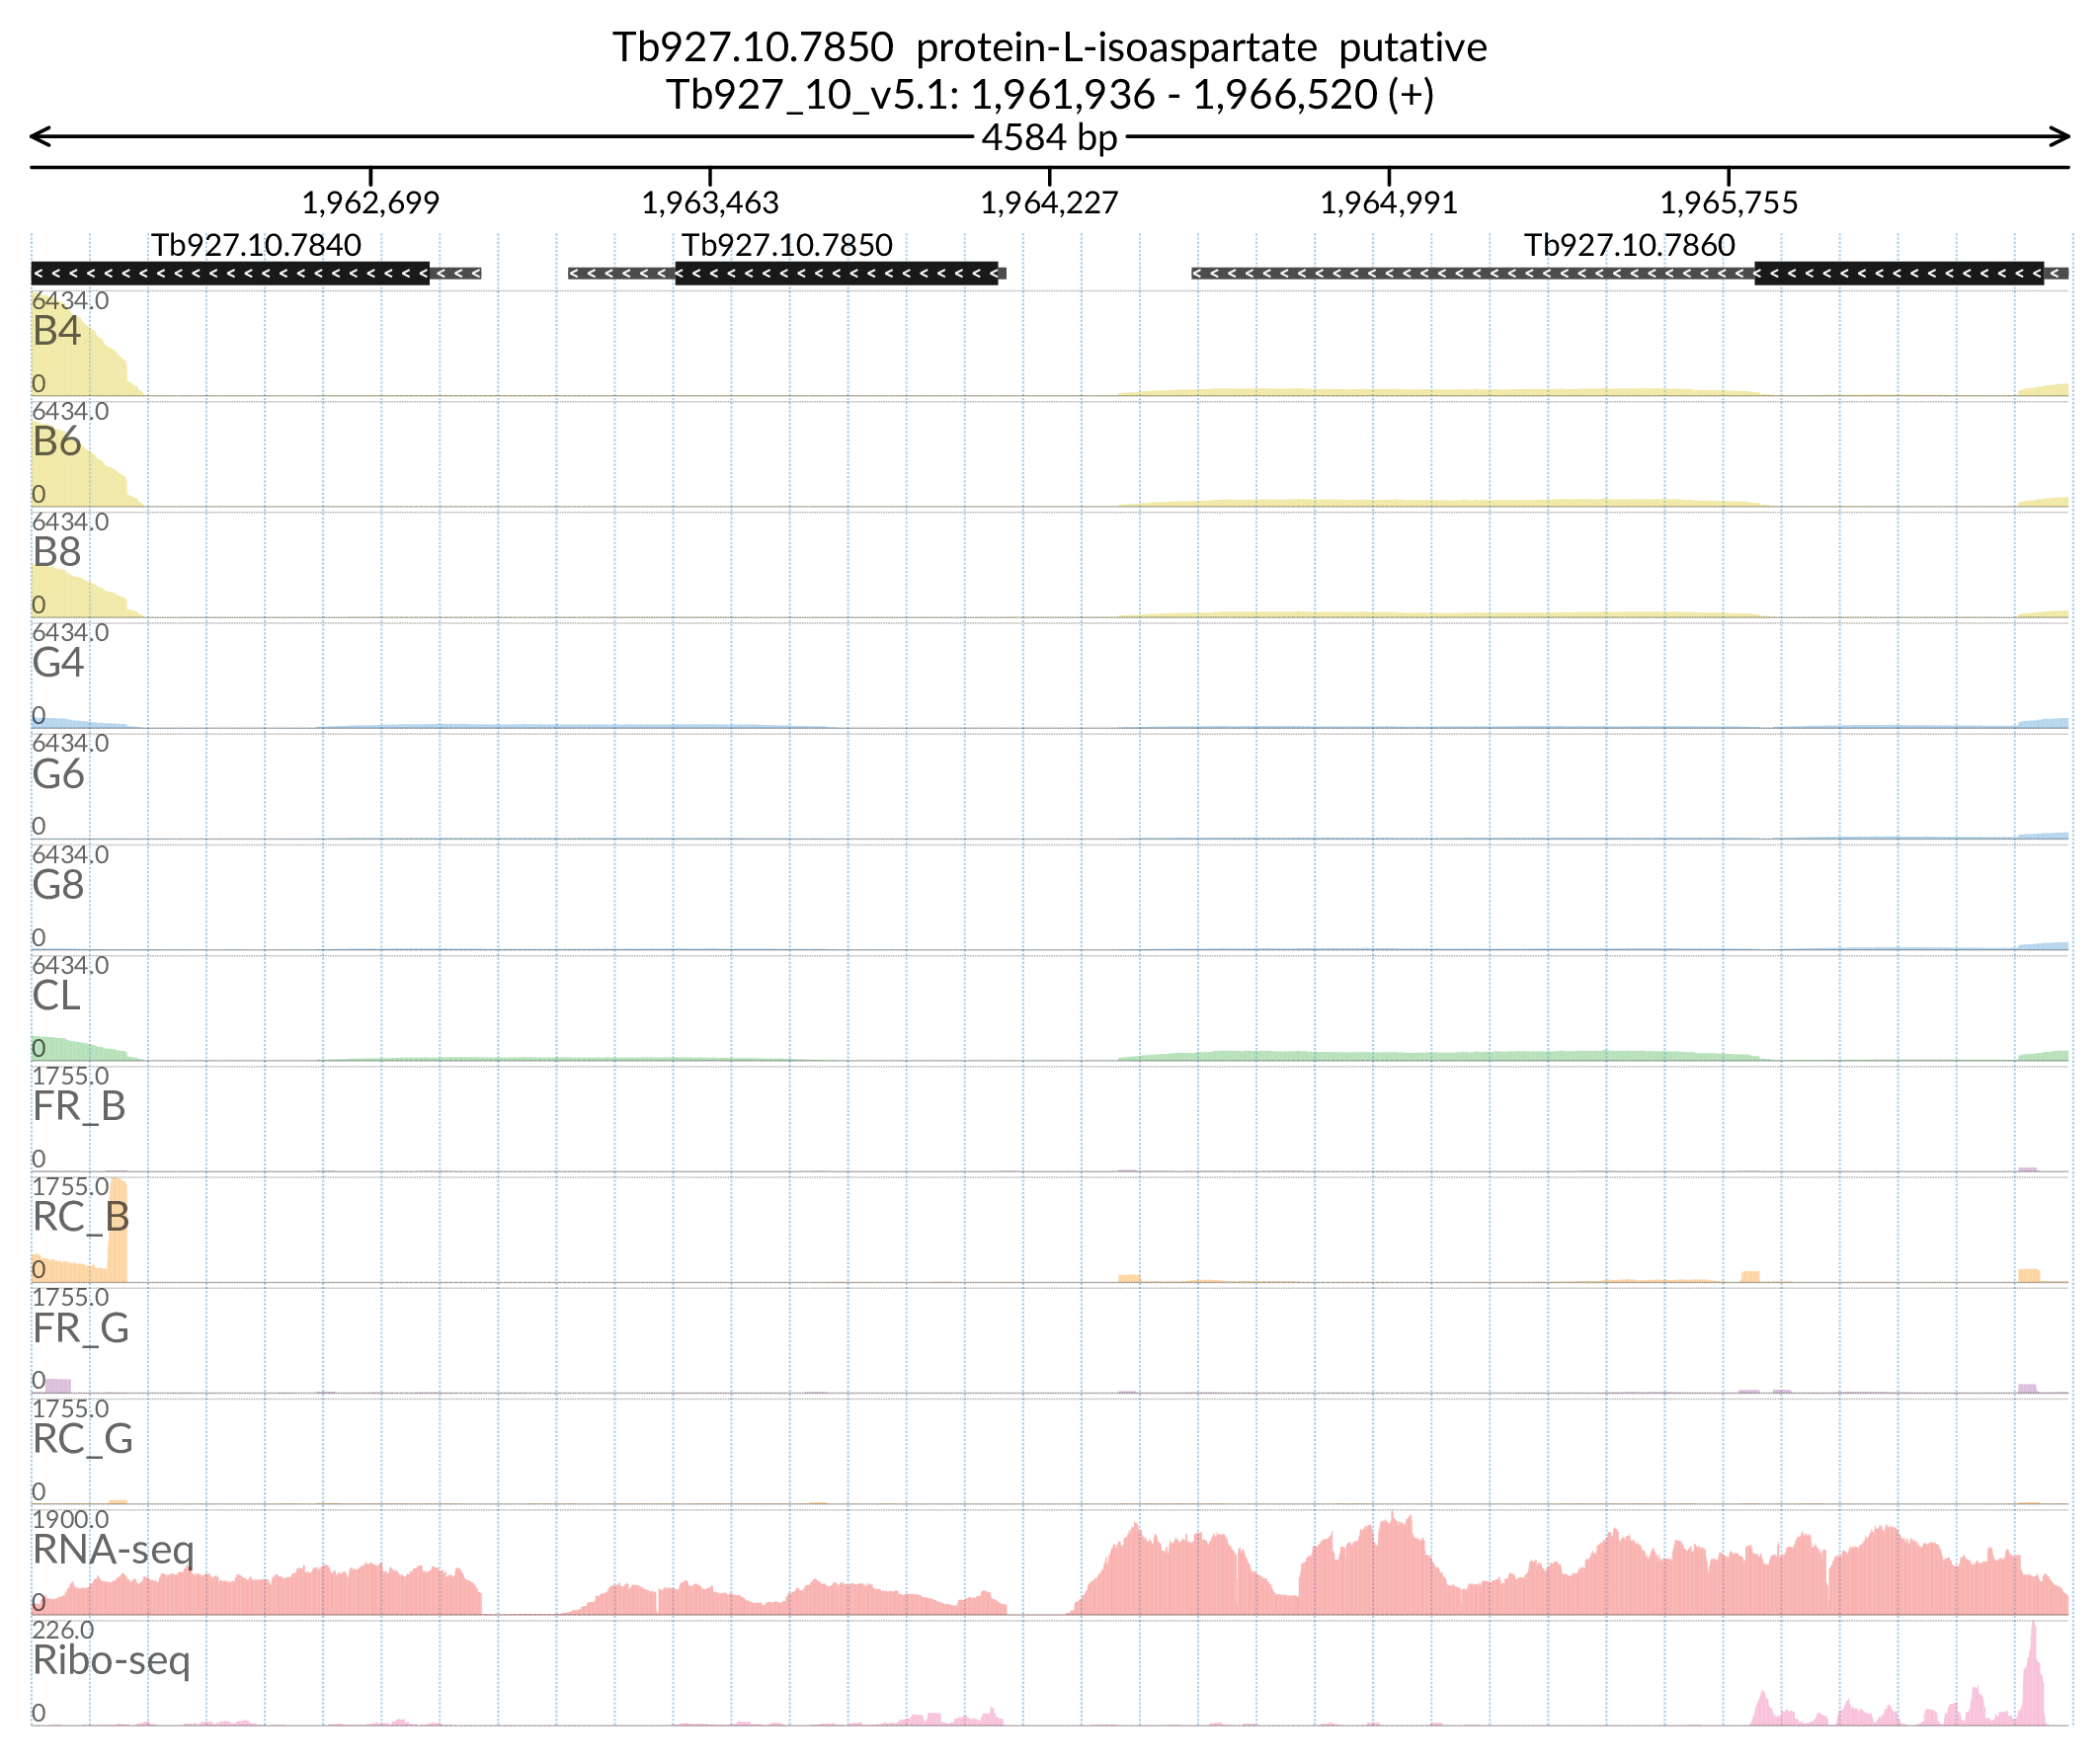 Tb927.10.7850 protein-L-isoaspartate putative
Tb927_10_v5.1: 1,961,936 - 1,966,520 (+)
4584 bp
1,962,699 1,963,463 1,964,227 1,964,991 1,965,755
Tb927.10.7840 Tb927.10.7850 Tb927.10.7860
6434.0
B4
0
6434.0
B6
0
6434.0
B8
0
6434.0
G4
0
6434.0
G6
0
6434.0
G8
0
6434.0
CL
0
1755.0
FR_B
0
1755.0
RC_B
0
1755.0
FR_G
0
1755.0
RC_G
0
1900.0
RNA-seq
0
226.0
Ribo-seq
0